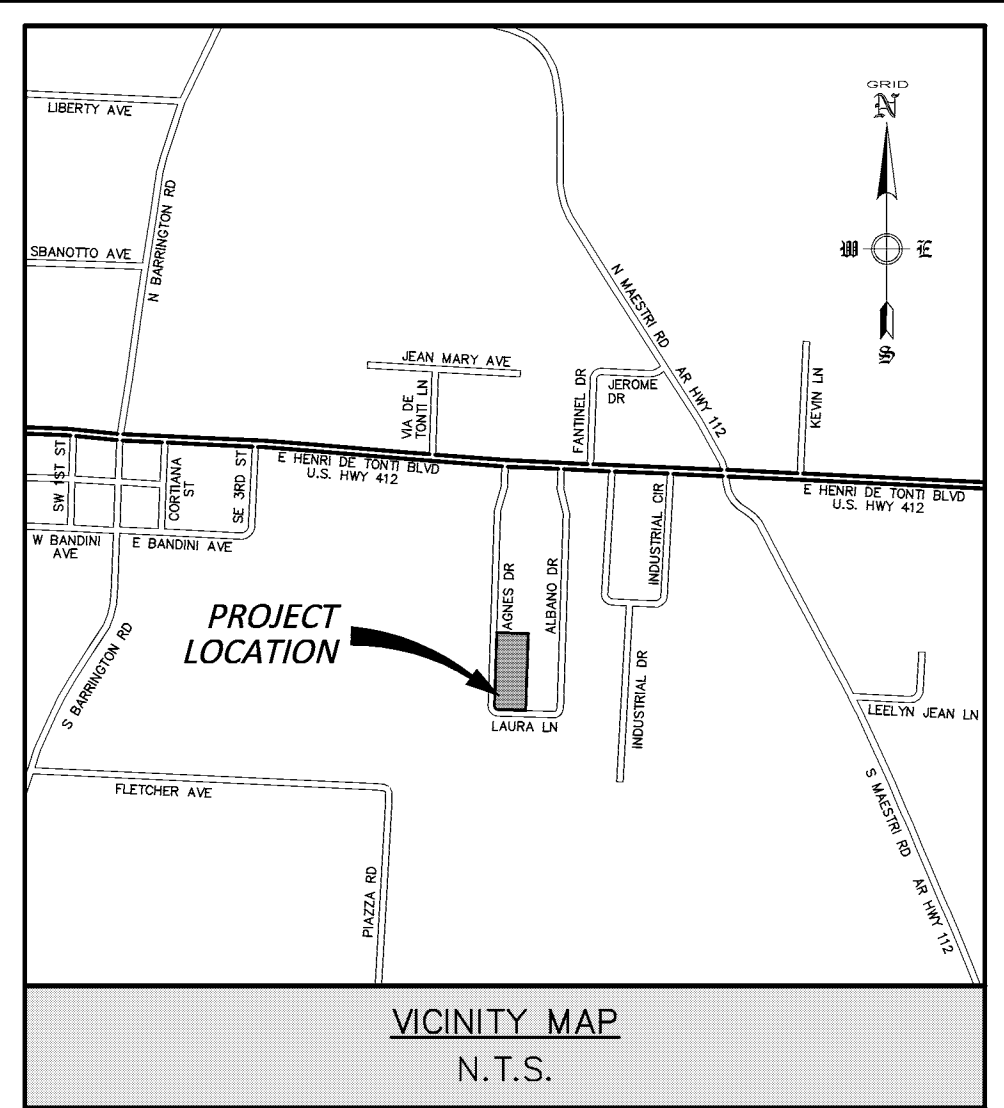 GRID
N
LIBERTY AVE
N BARRINGTON RD
SBANOTTO AVE
W
E
S
N MAESTRI RD
AR HWY 112
JEAN MARY AVE
VIA DE
TONTI LN
FANTINEL DR
JEROME
DR
KEVIN LN
SW 1ST ST
CORTIANA
ST
SE 3RD ST
E HENRI DE TONTI BLVD
U.S. HWY 412
E HENRI DE TONTI BLVD
U.S. HWY 412
W BANDINI
AVE
E BANDINI AVE
AGNES DR
ALBANO DR
INDUSTRIAL CIR
PROJECT
LOCATION
S BARRINGTON RD
INDUSTRIAL DR
LAURA LN
LEELYN JEAN LN
FLETCHER AVE
PIAZZA RD
S MAESTRI RD
AR HWY 112
VICINITY MAP
N.T.S.